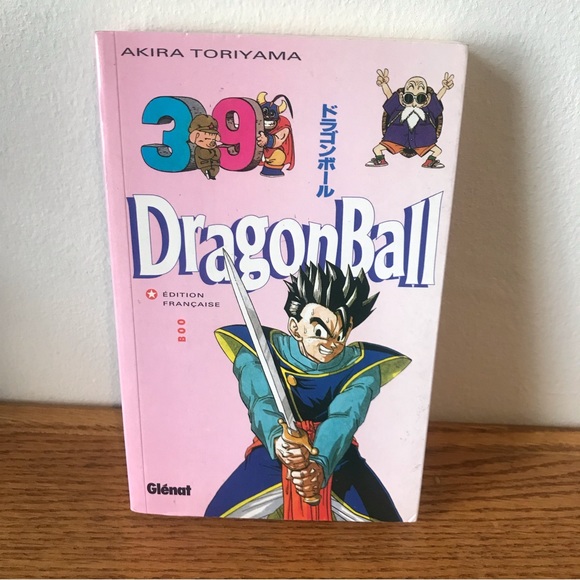 AKIRA TORIYAMA
39
ドラゴンボール
DragonBall
ÉDITION
FRANÇAISE
BOO
Glénat